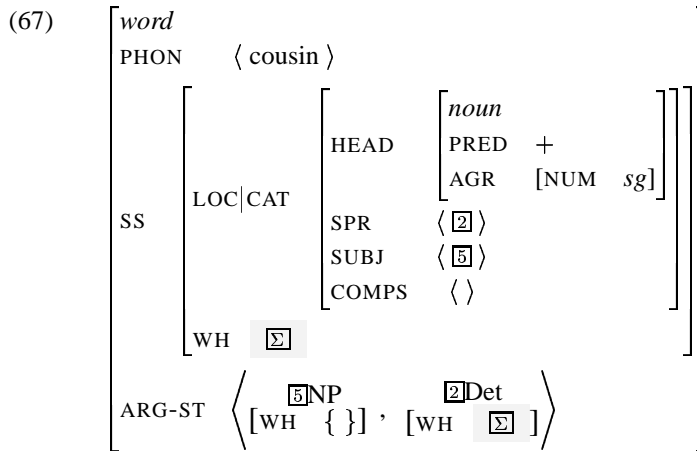 (67)
word
PHON ⟨ cousin ⟩
noun
HEAD PRED +
AGR [NUM sg]
LOC|CAT
SS SPR ⟨ 2 ⟩
SUBJ ⟨ 5 ⟩
COMPS ⟨ ⟩
WH Σ
5NP 2Det
ARG-ST ⟨ [WH { }] , [WH Σ ] ⟩